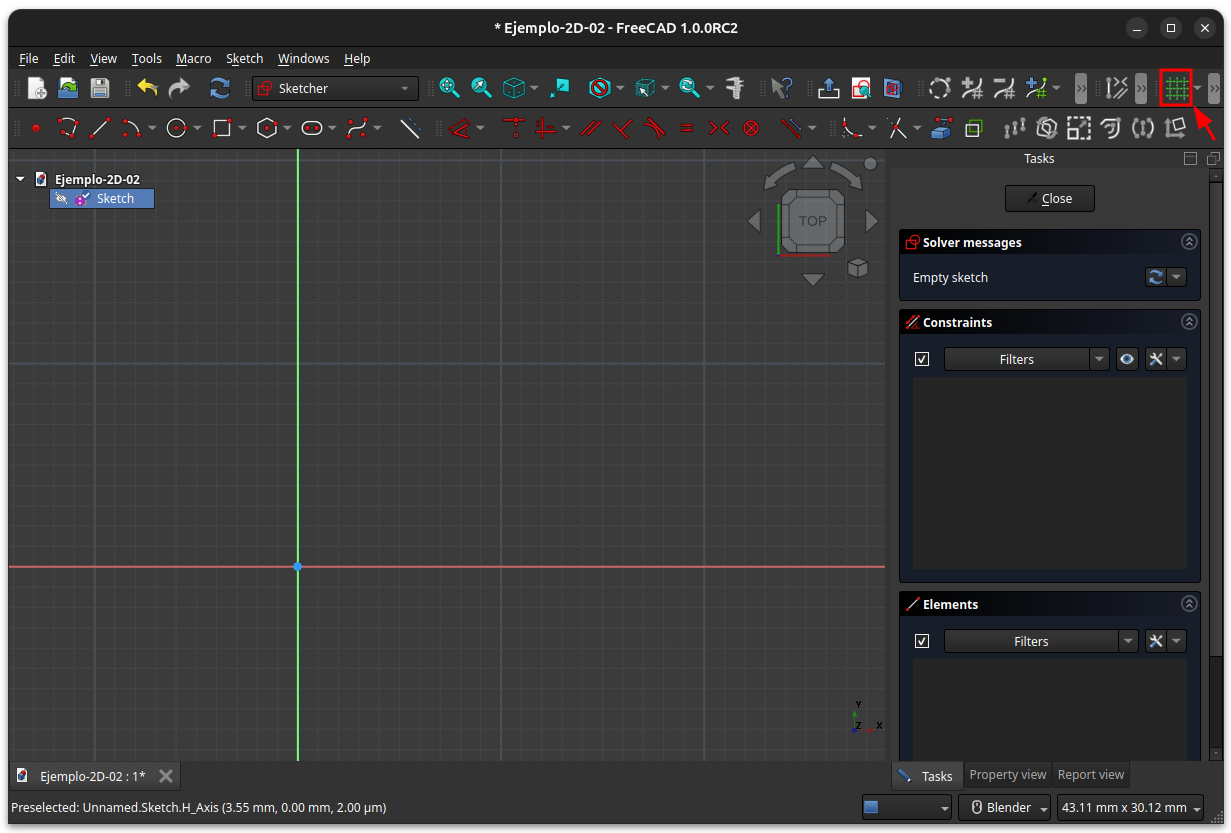 * Ejemplo-2D-02 - FreeCAD 1.0.0RC2
File Edit View Tools Macro Sketch Windows Help
Sketcher
Tasks
Ejemplo-2D-02
Sketch
TOP
Close
Solver messages
Empty sketch
Constraints
Filters
Elements
Filters
Y
Z X
Ejemplo-2D-02 : 1*
Tasks Property view Report view
Preselected: Unnamed.Sketch.H_Axis (3.55 mm, 0.00 mm, 2.00 µm)
Blender 43.11 mm x 30.12 mm